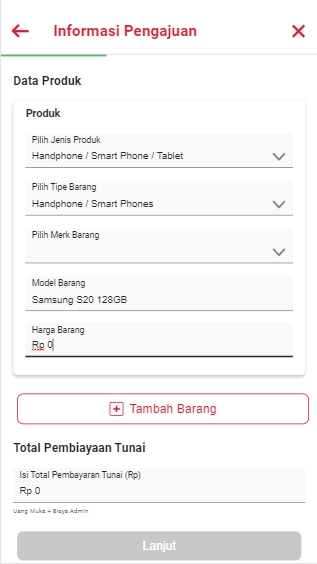 Informasi Pengajuan
Data Produk
Produk
Pilih Jenis Produk
Handphone / Smart Phone / Tablet
Pilih Tipe Barang
Handphone / Smart Phones
Pilih Merk Barang
Model Barang
Samsung S20 128GB
Harga Barang
Rp 0
Tambah Barang
Total Pembiayaan Tunai
Isi Total Pembayaran Tunai (Rp)
Rp 0
Uang Muka + Biaya Admin
Lanjut